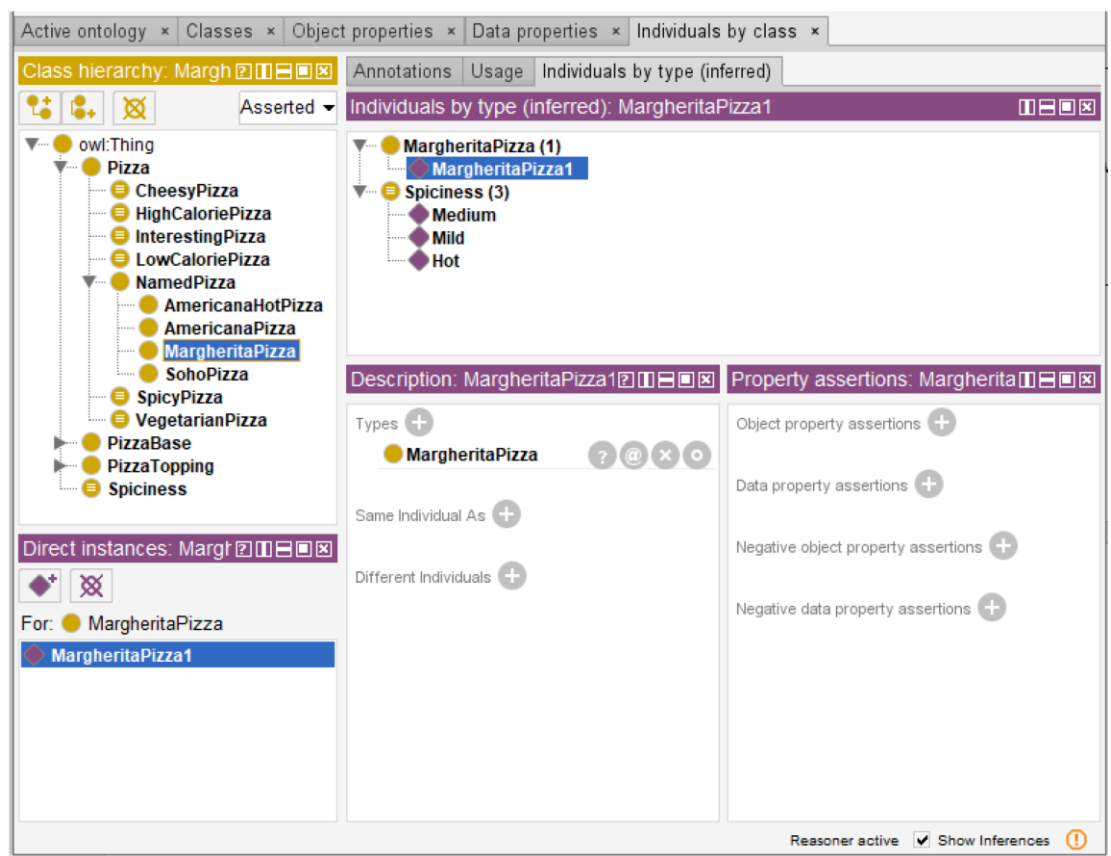 Active ontology × Classes × Object properties × Data properties × Individuals by class ×
Class hierarchy: Margh
Asserted
owl:Thing
Pizza
CheesyPizza
HighCaloriePizza
InterestingPizza
LowCaloriePizza
NamedPizza
AmericanaHotPizza
AmericanaPizza
MargheritaPizza
SohoPizza
SpicyPizza
VegetarianPizza
PizzaBase
PizzaTopping
Spiciness
Direct instances: Margh
For: MargheritaPizza
MargheritaPizza1
Annotations Usage Individuals by type (inferred)
Individuals by type (inferred): MargheritaPizza1
MargheritaPizza (1)
MargheritaPizza1
Spiciness (3)
Medium
Mild
Hot
Description: MargheritaPizza1
Types
MargheritaPizza
Same Individual As
Different Individuals
Property assertions: Margherita
Object property assertions
Data property assertions
Negative object property assertions
Negative data property assertions
Reasoner active Show Inferences